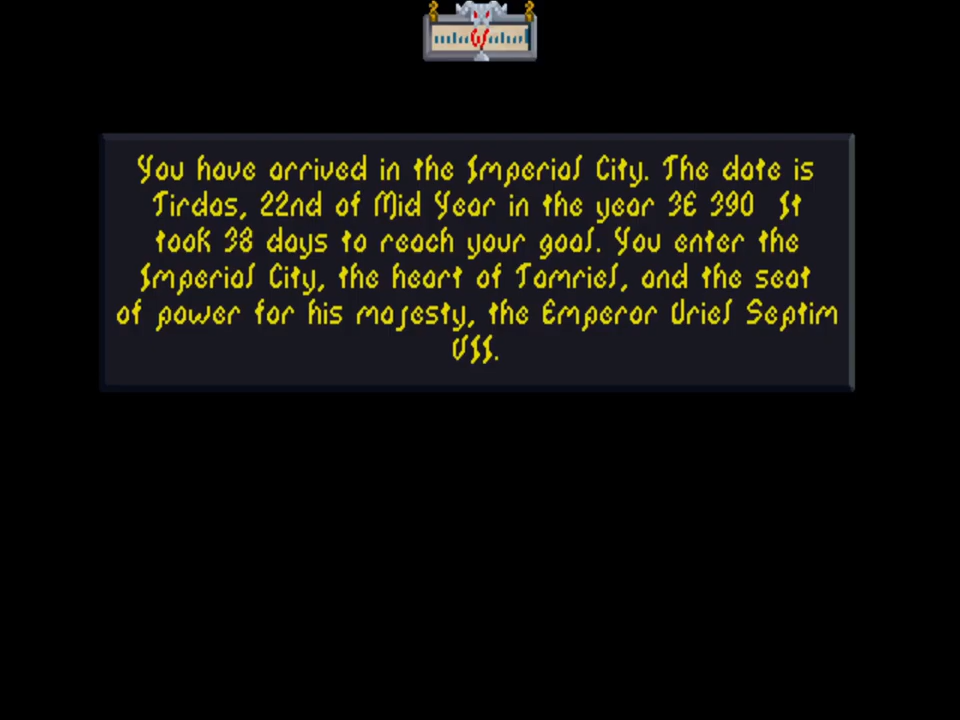 You have arrived in the Imperial City. The date is
Tirdas, 22nd of Mid Year in the year 3E 390  It
took 38 days to reach your goal. You enter the
Imperial City, the heart of Tamriel, and the seat
of power for his majesty, the Emperor Uriel Septim
VII.